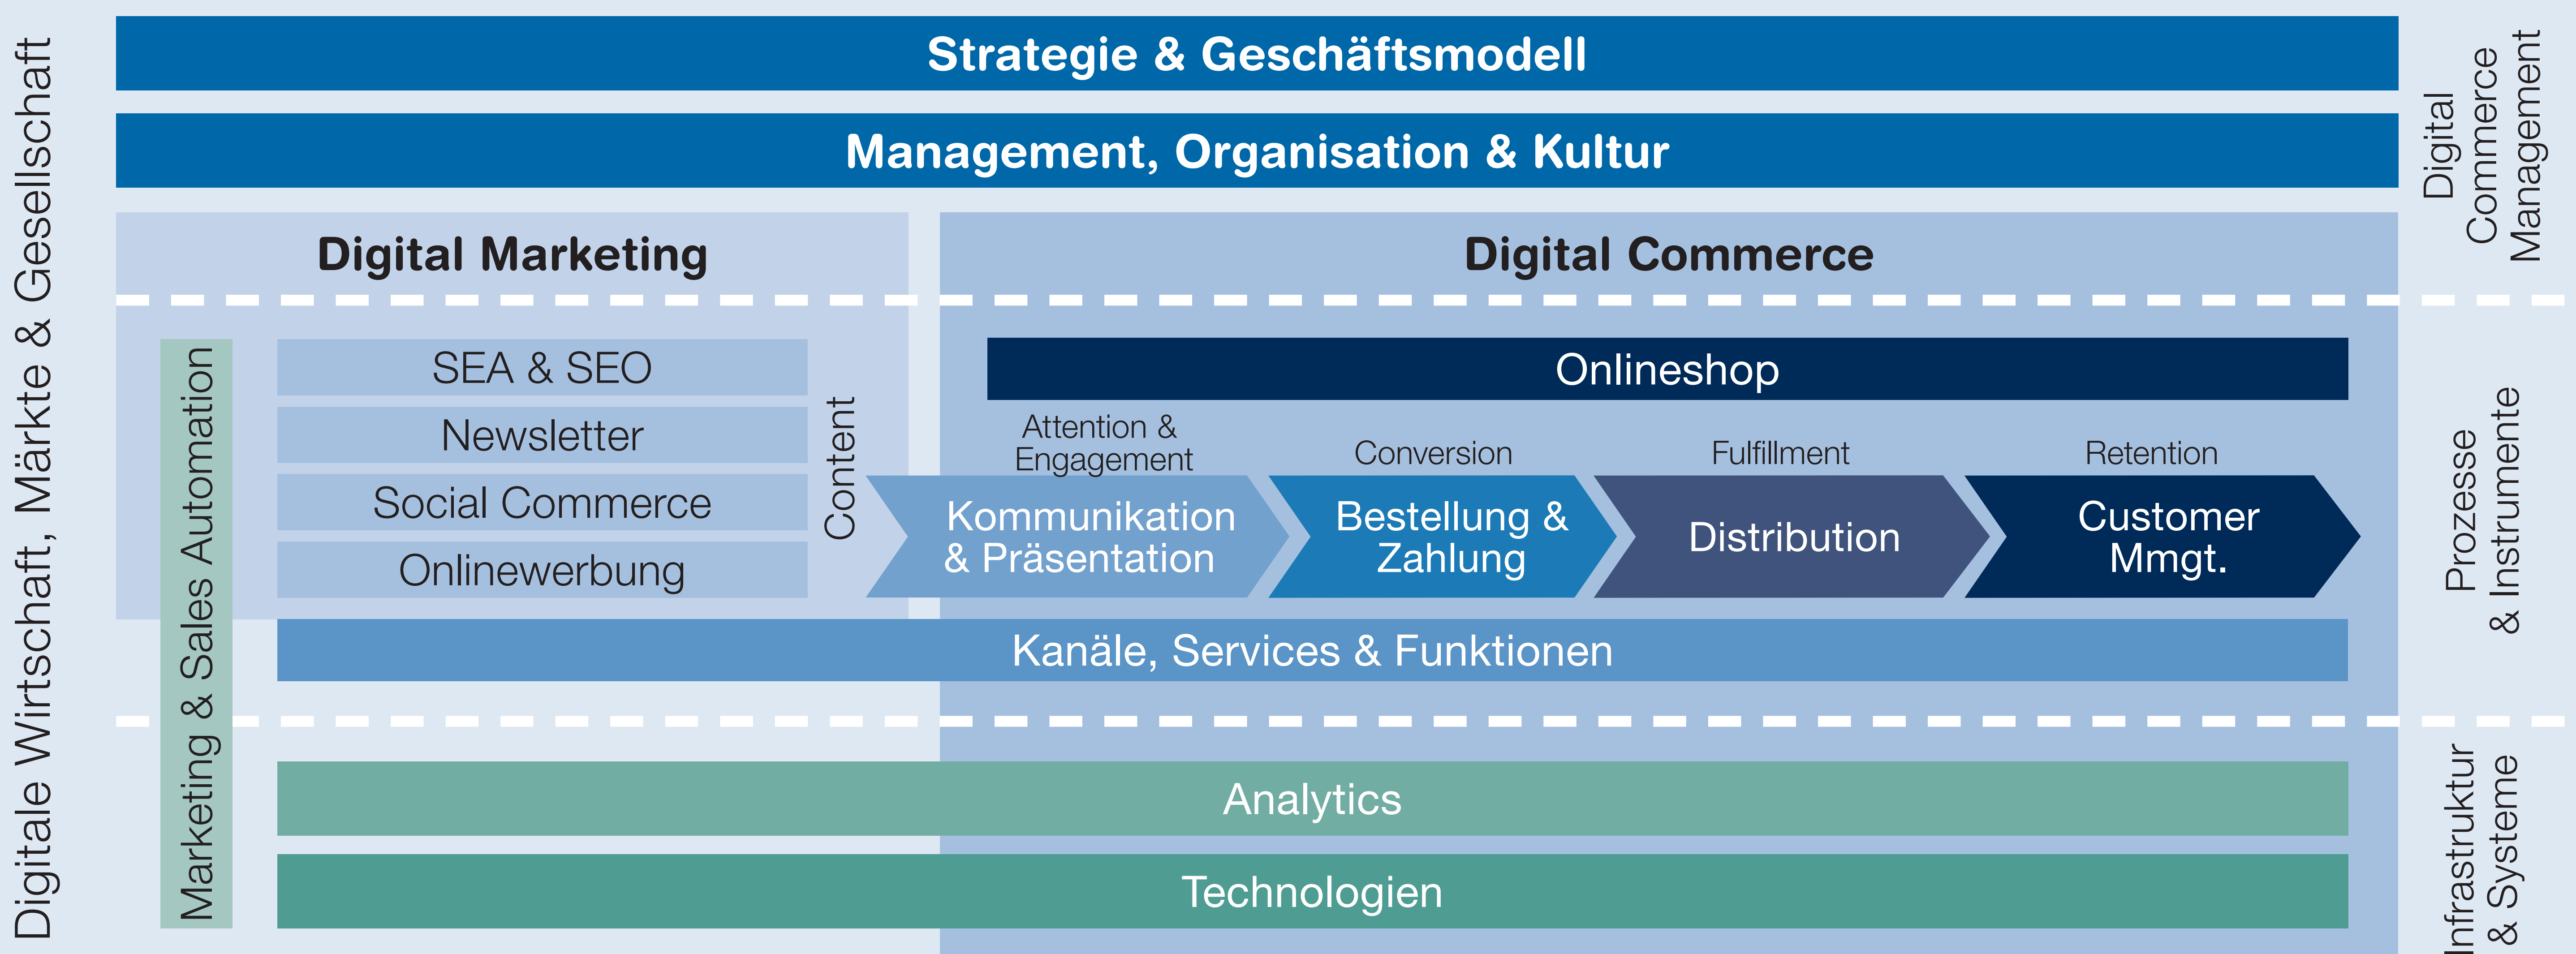 Digitale Wirtschaft, Märkte & Gesellschaft
Strategie & Geschäftsmodell
Management, Organisation & Kultur
Digital
Commerce
Management
Digital Marketing
Digital Commerce
Marketing & Sales Automation
SEA & SEO
Newsletter
Social Commerce
Onlinewerbung
Content
Onlineshop
Attention &
Engagement
Conversion
Fulfillment
Retention
Kommunikation
& Präsentation
Bestellung &
Zahlung
Distribution
Customer
Mmgt.
Prozesse
& Instrumente
Kanäle, Services & Funktionen
Analytics
Technologien
Infrastruktur
& Systeme